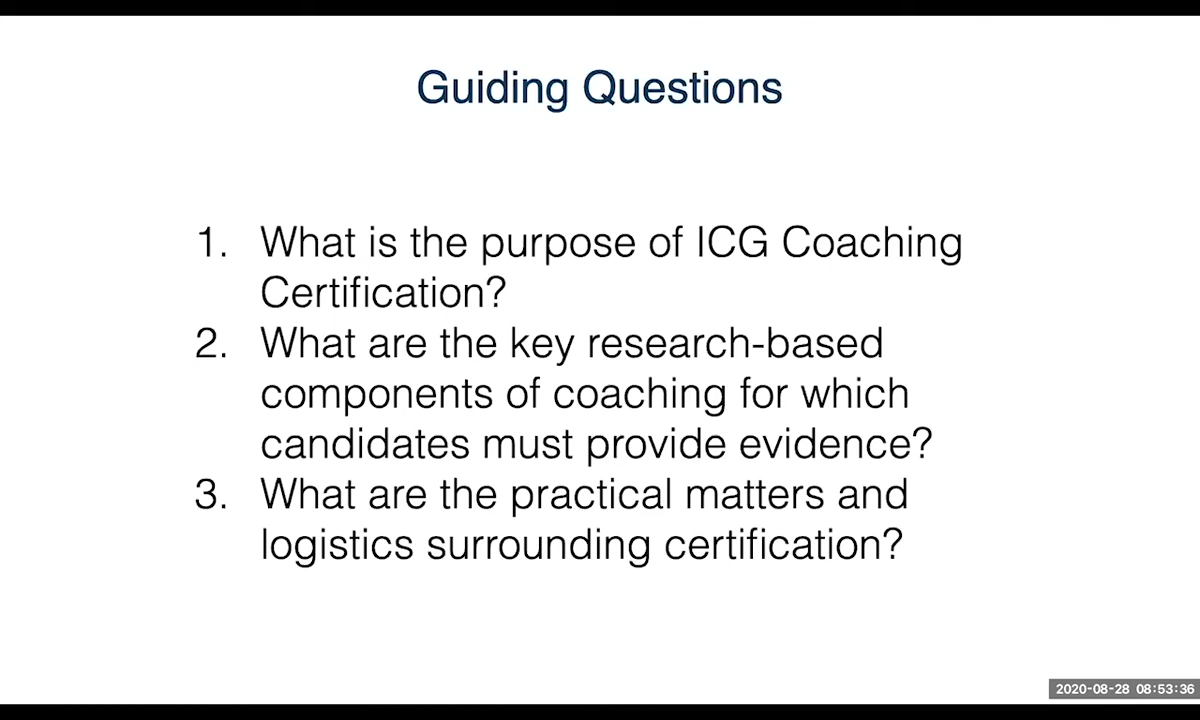 Guiding Questions
1. What is the purpose of ICG Coaching
Certification?
2. What are the key research-based
components of coaching for which
candidates must provide evidence?
3. What are the practical matters and
logistics surrounding certification?
2020-08-28 08:53:36